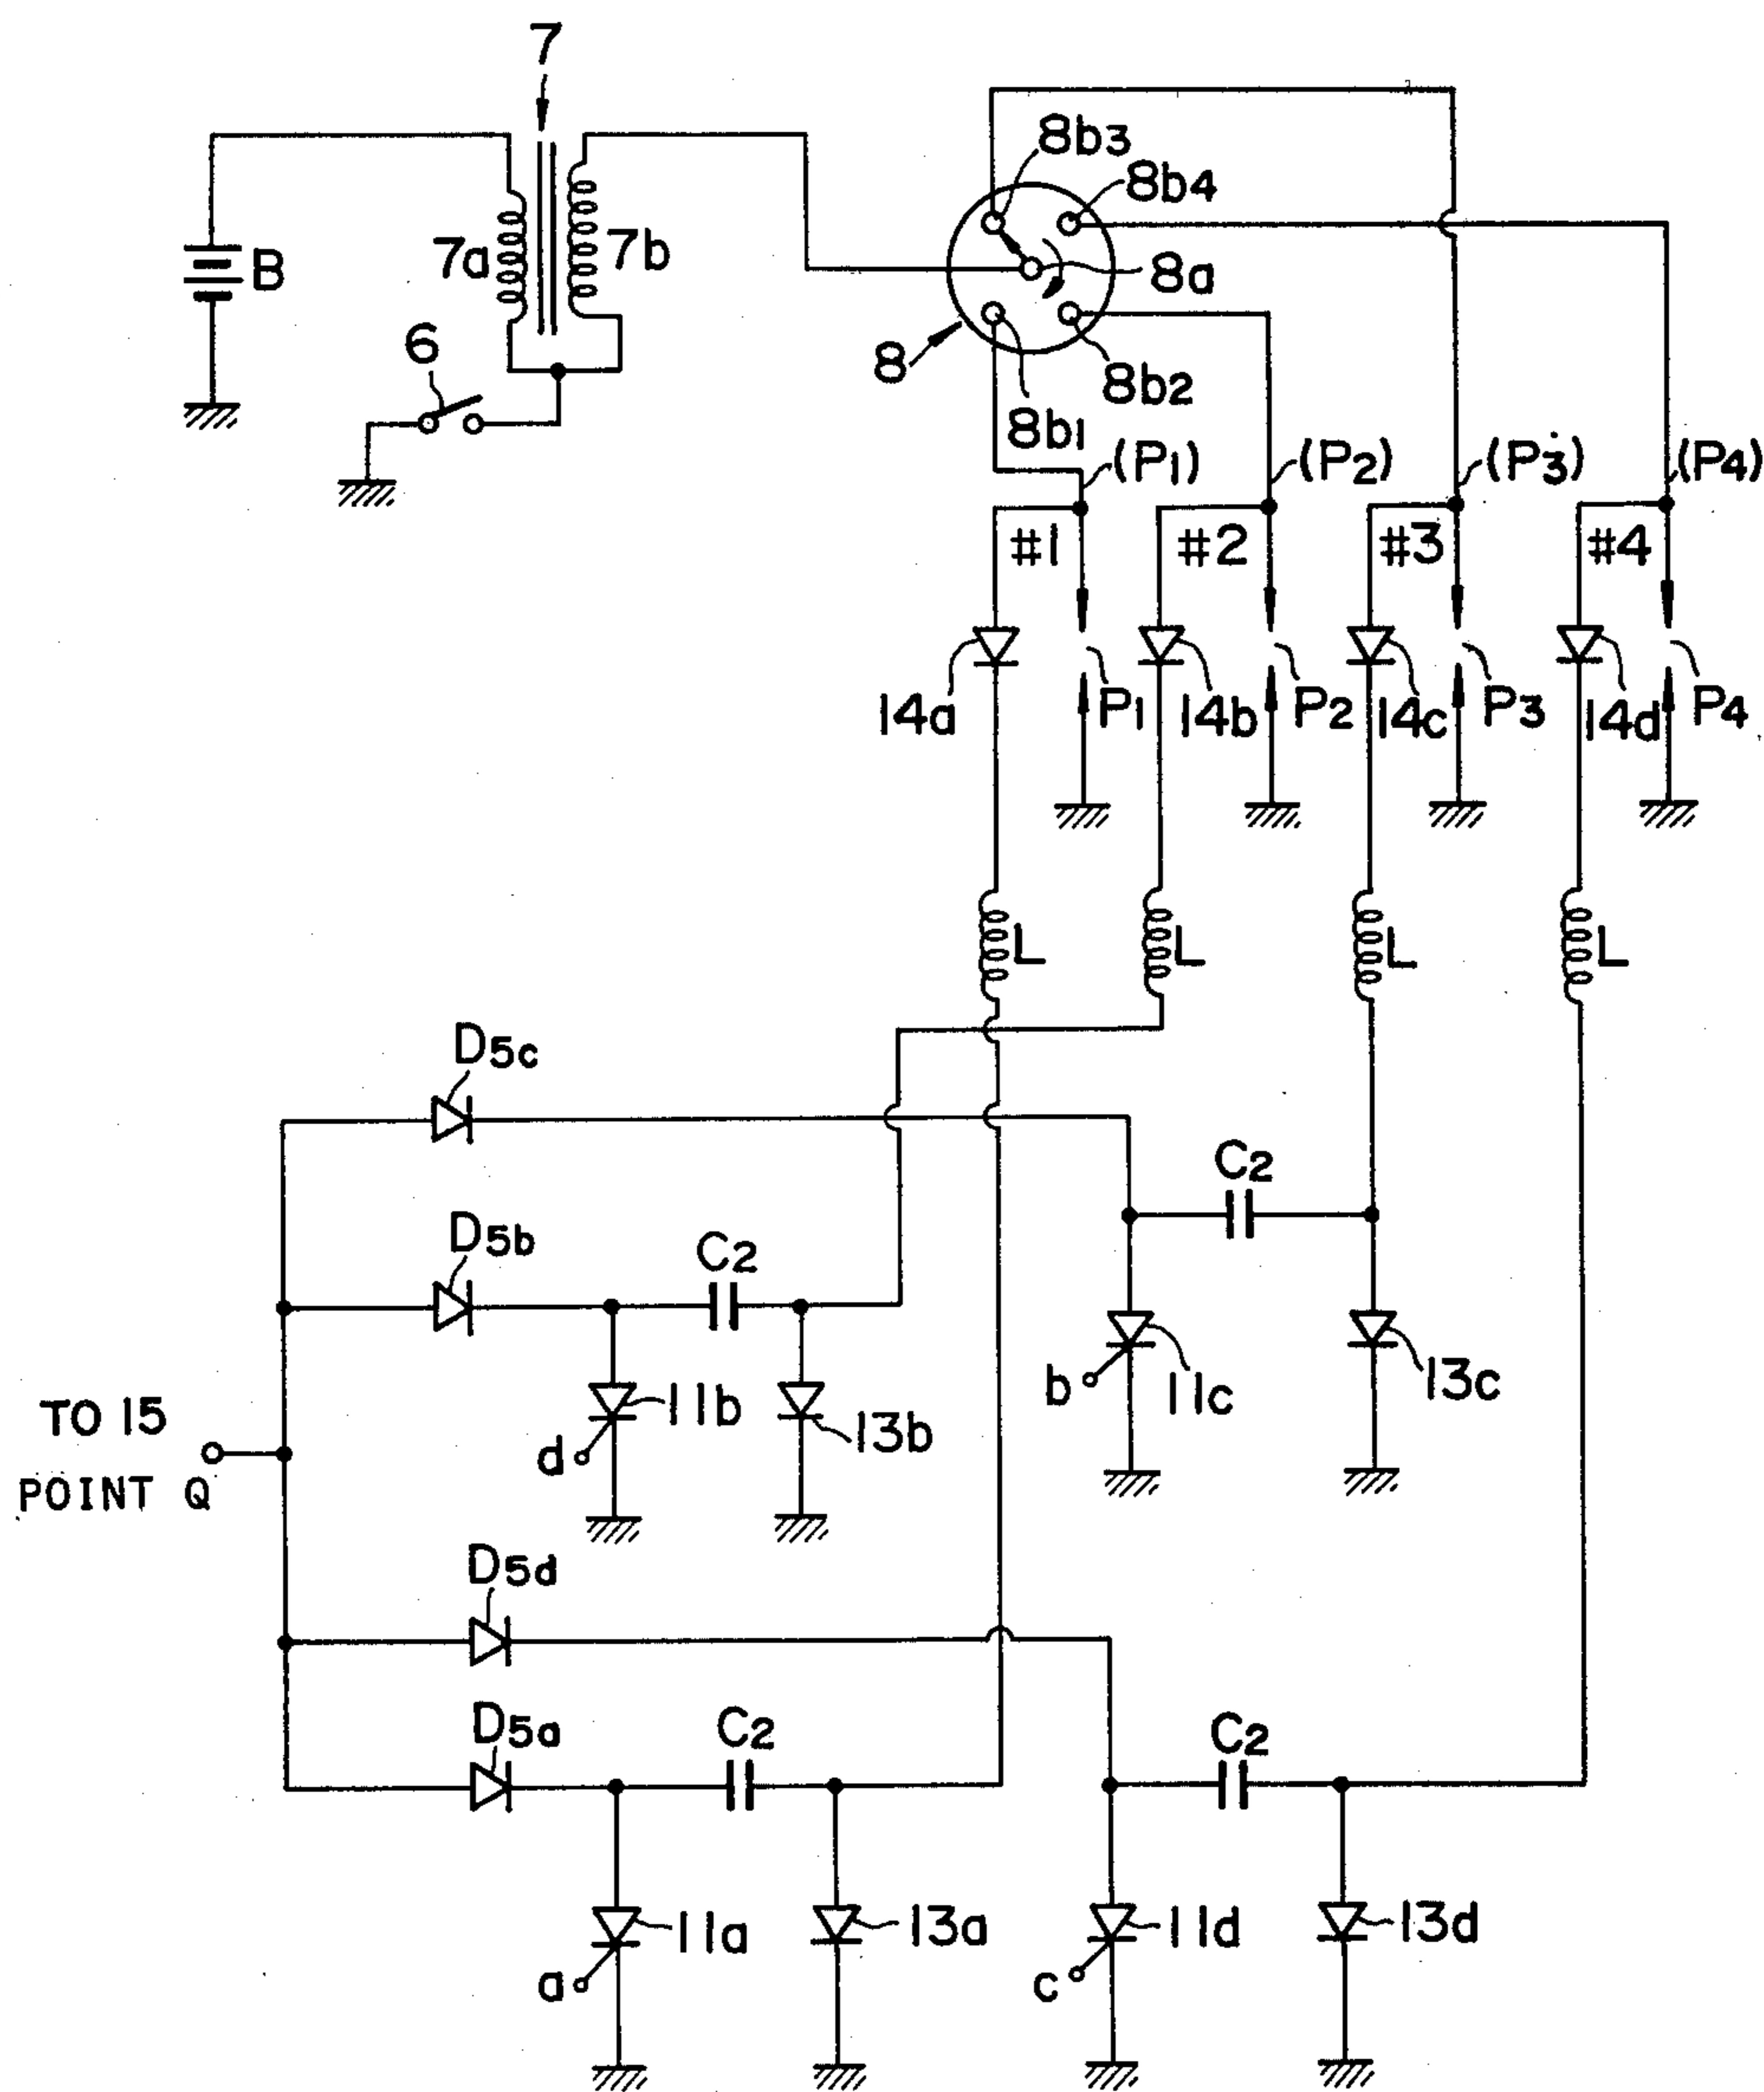 7
8b3
8b4
B
7a
7b
8a
6
8
8b2
8b1
(P1)
(P2)
(P3)
(P4)
#1
#2
#3
#4
14a
P1
14b
P2
14c
P3
14d
P4
L
L
L
L
D5c
C2
D5b
C2
b
11c
13c
TO 15
11b
13b
d
POINT Q
D5d
D5a
C2
C2
11a
13a
11d
13d
a
c